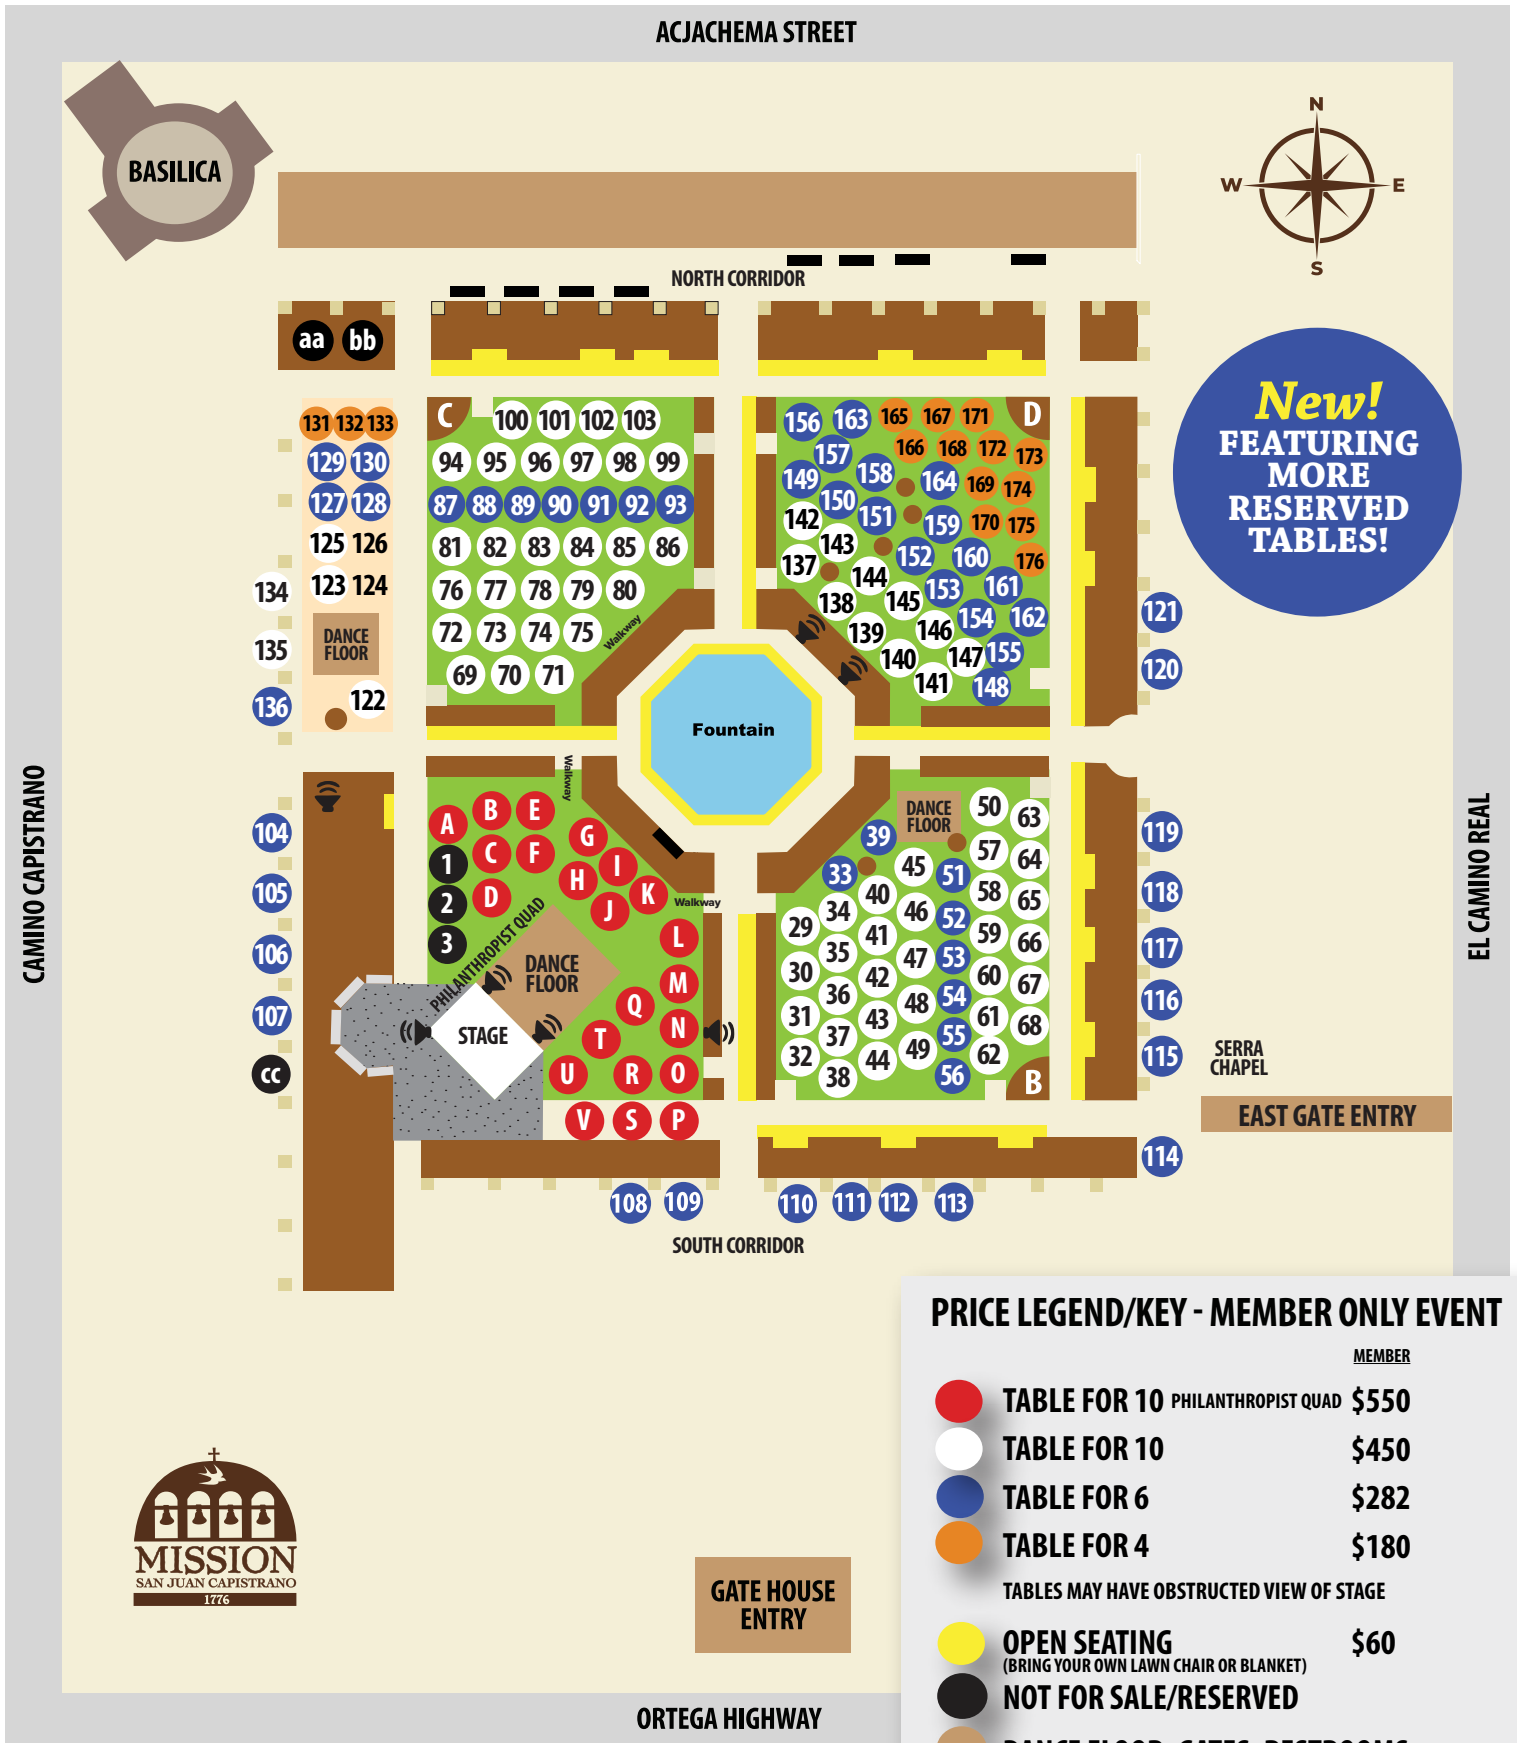 ACJACHEMA STREET
BASILICA
N
W
E
S
NORTH CORRIDOR
aa bb
New!
FEATURING
MORE
RESERVED
TABLES!
131 132 133
129 130
127 128
125 126
123 124
DANCE
FLOOR
122
134
135
136
C
100 101 102 103
94 95 96 97 98 99
87 88 89 90 91 92 93
81 82 83 84 85 86
76 77 78 79 80
72 73 74 75
69 70 71
Walkway
D
156 163 165 167 171
166 168 172 173
157 158 164 169 174
149 150 151 159 170 175
142 143 152 160 176
137 144 153 161
138 145 154 162
139 146 155
140 147
141 148
121
120
Fountain
CAMINO CAPISTRANO
EL CAMINO REAL
104
105
106
107
cc
Walkway
A B E
1 C F
2 D
3
G
H I
J K
Walkway
L
M
N
O
P
Q
T
U R
V S
PHILANTHROPIST QUAD
DANCE
FLOOR
STAGE
DANCE
FLOOR
50 63
39 57 64
33 45 51 58 65
40 46 52 59 66
29 34 41 47 53 60 67
30 35 42 48 54 61 68
31 36 43 49 55 62
32 37 44 56
38
B
119
118
117
116
115
114
SERRA
CHAPEL
EAST GATE ENTRY
108 109 110 111 112 113
SOUTH CORRIDOR
PRICE LEGEND/KEY - MEMBER ONLY EVENT
MEMBER
TABLE FOR 10 PHILANTHROPIST QUAD $550
TABLE FOR 10 $450
TABLE FOR 6 $282
TABLE FOR 4 $180
TABLES MAY HAVE OBSTRUCTED VIEW OF STAGE
OPEN SEATING $60
(BRING YOUR OWN LAWN CHAIR OR BLANKET)
NOT FOR SALE/RESERVED
MISSION
SAN JUAN CAPISTRANO
1776
GATE HOUSE
ENTRY
ORTEGA HIGHWAY